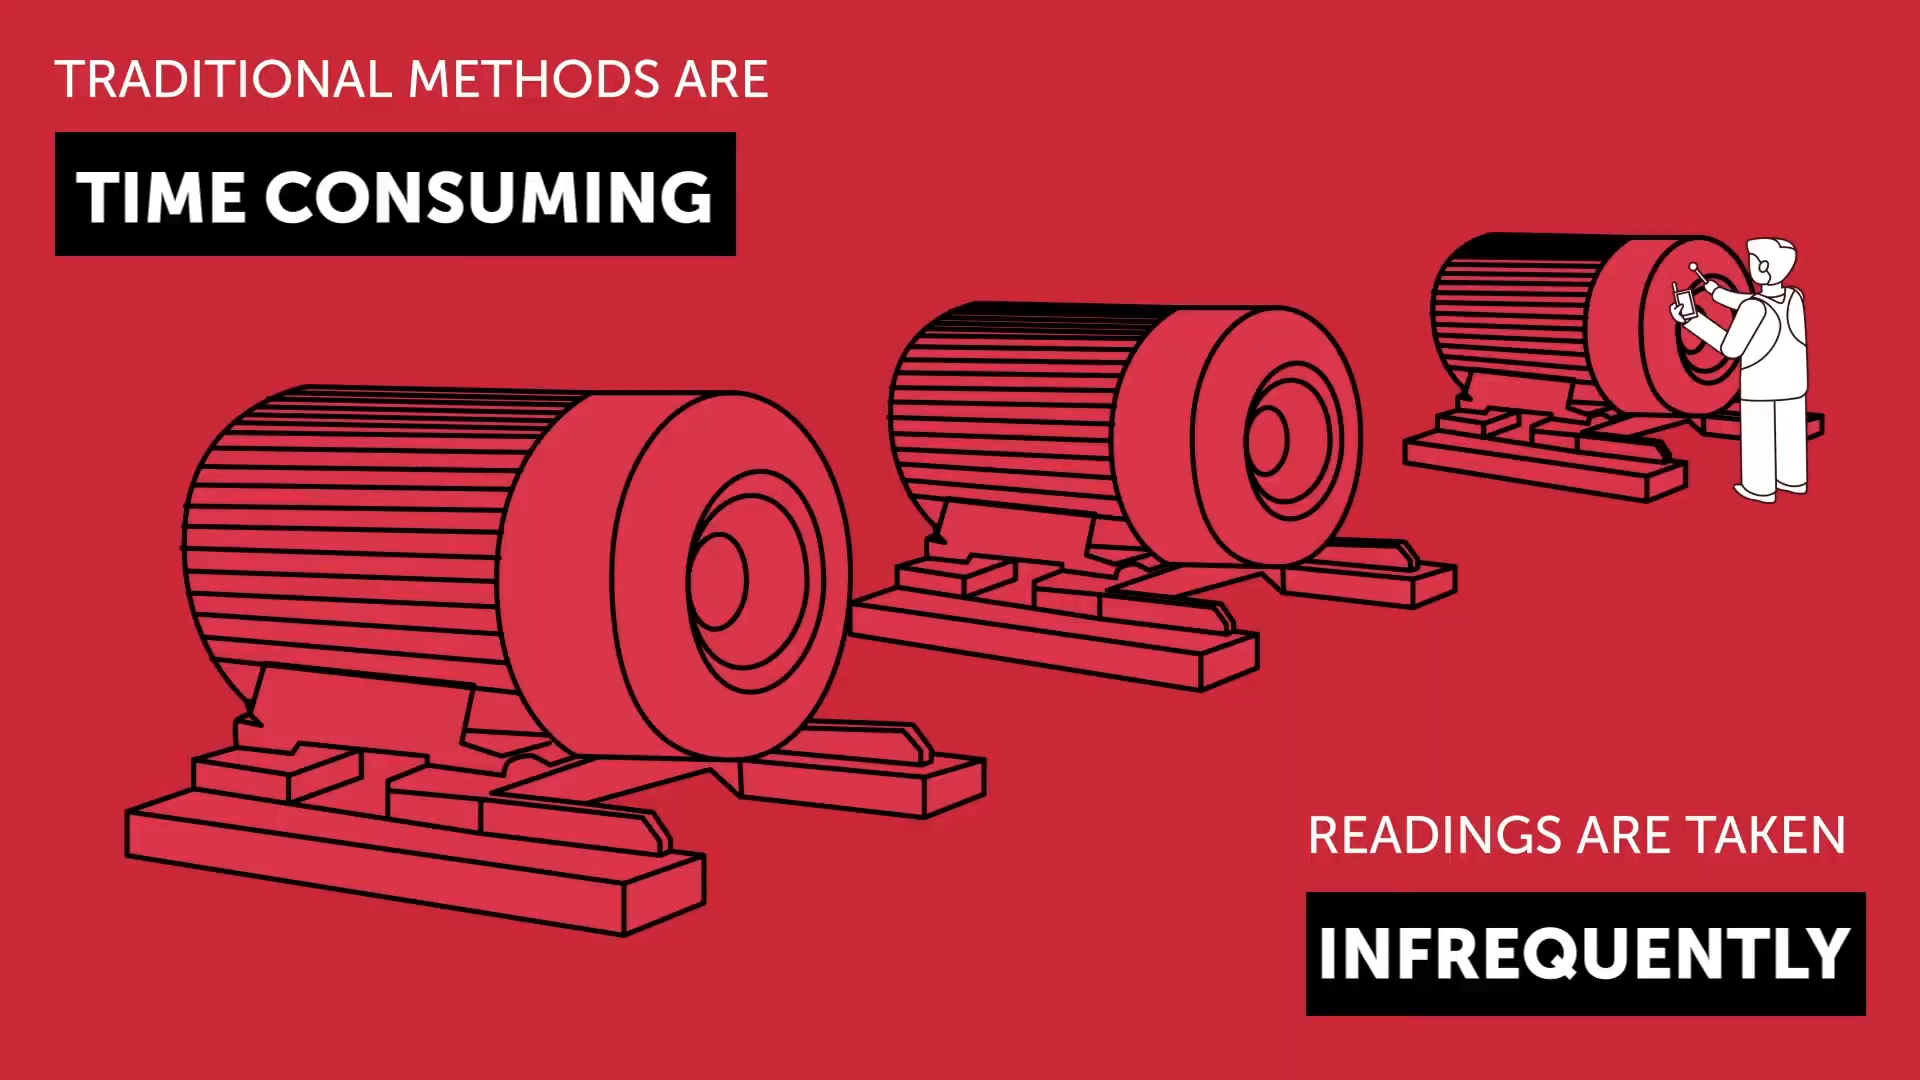 TRADITIONAL METHODS ARE
TIME CONSUMING
READINGS ARE TAKEN
INFREQUENTLY